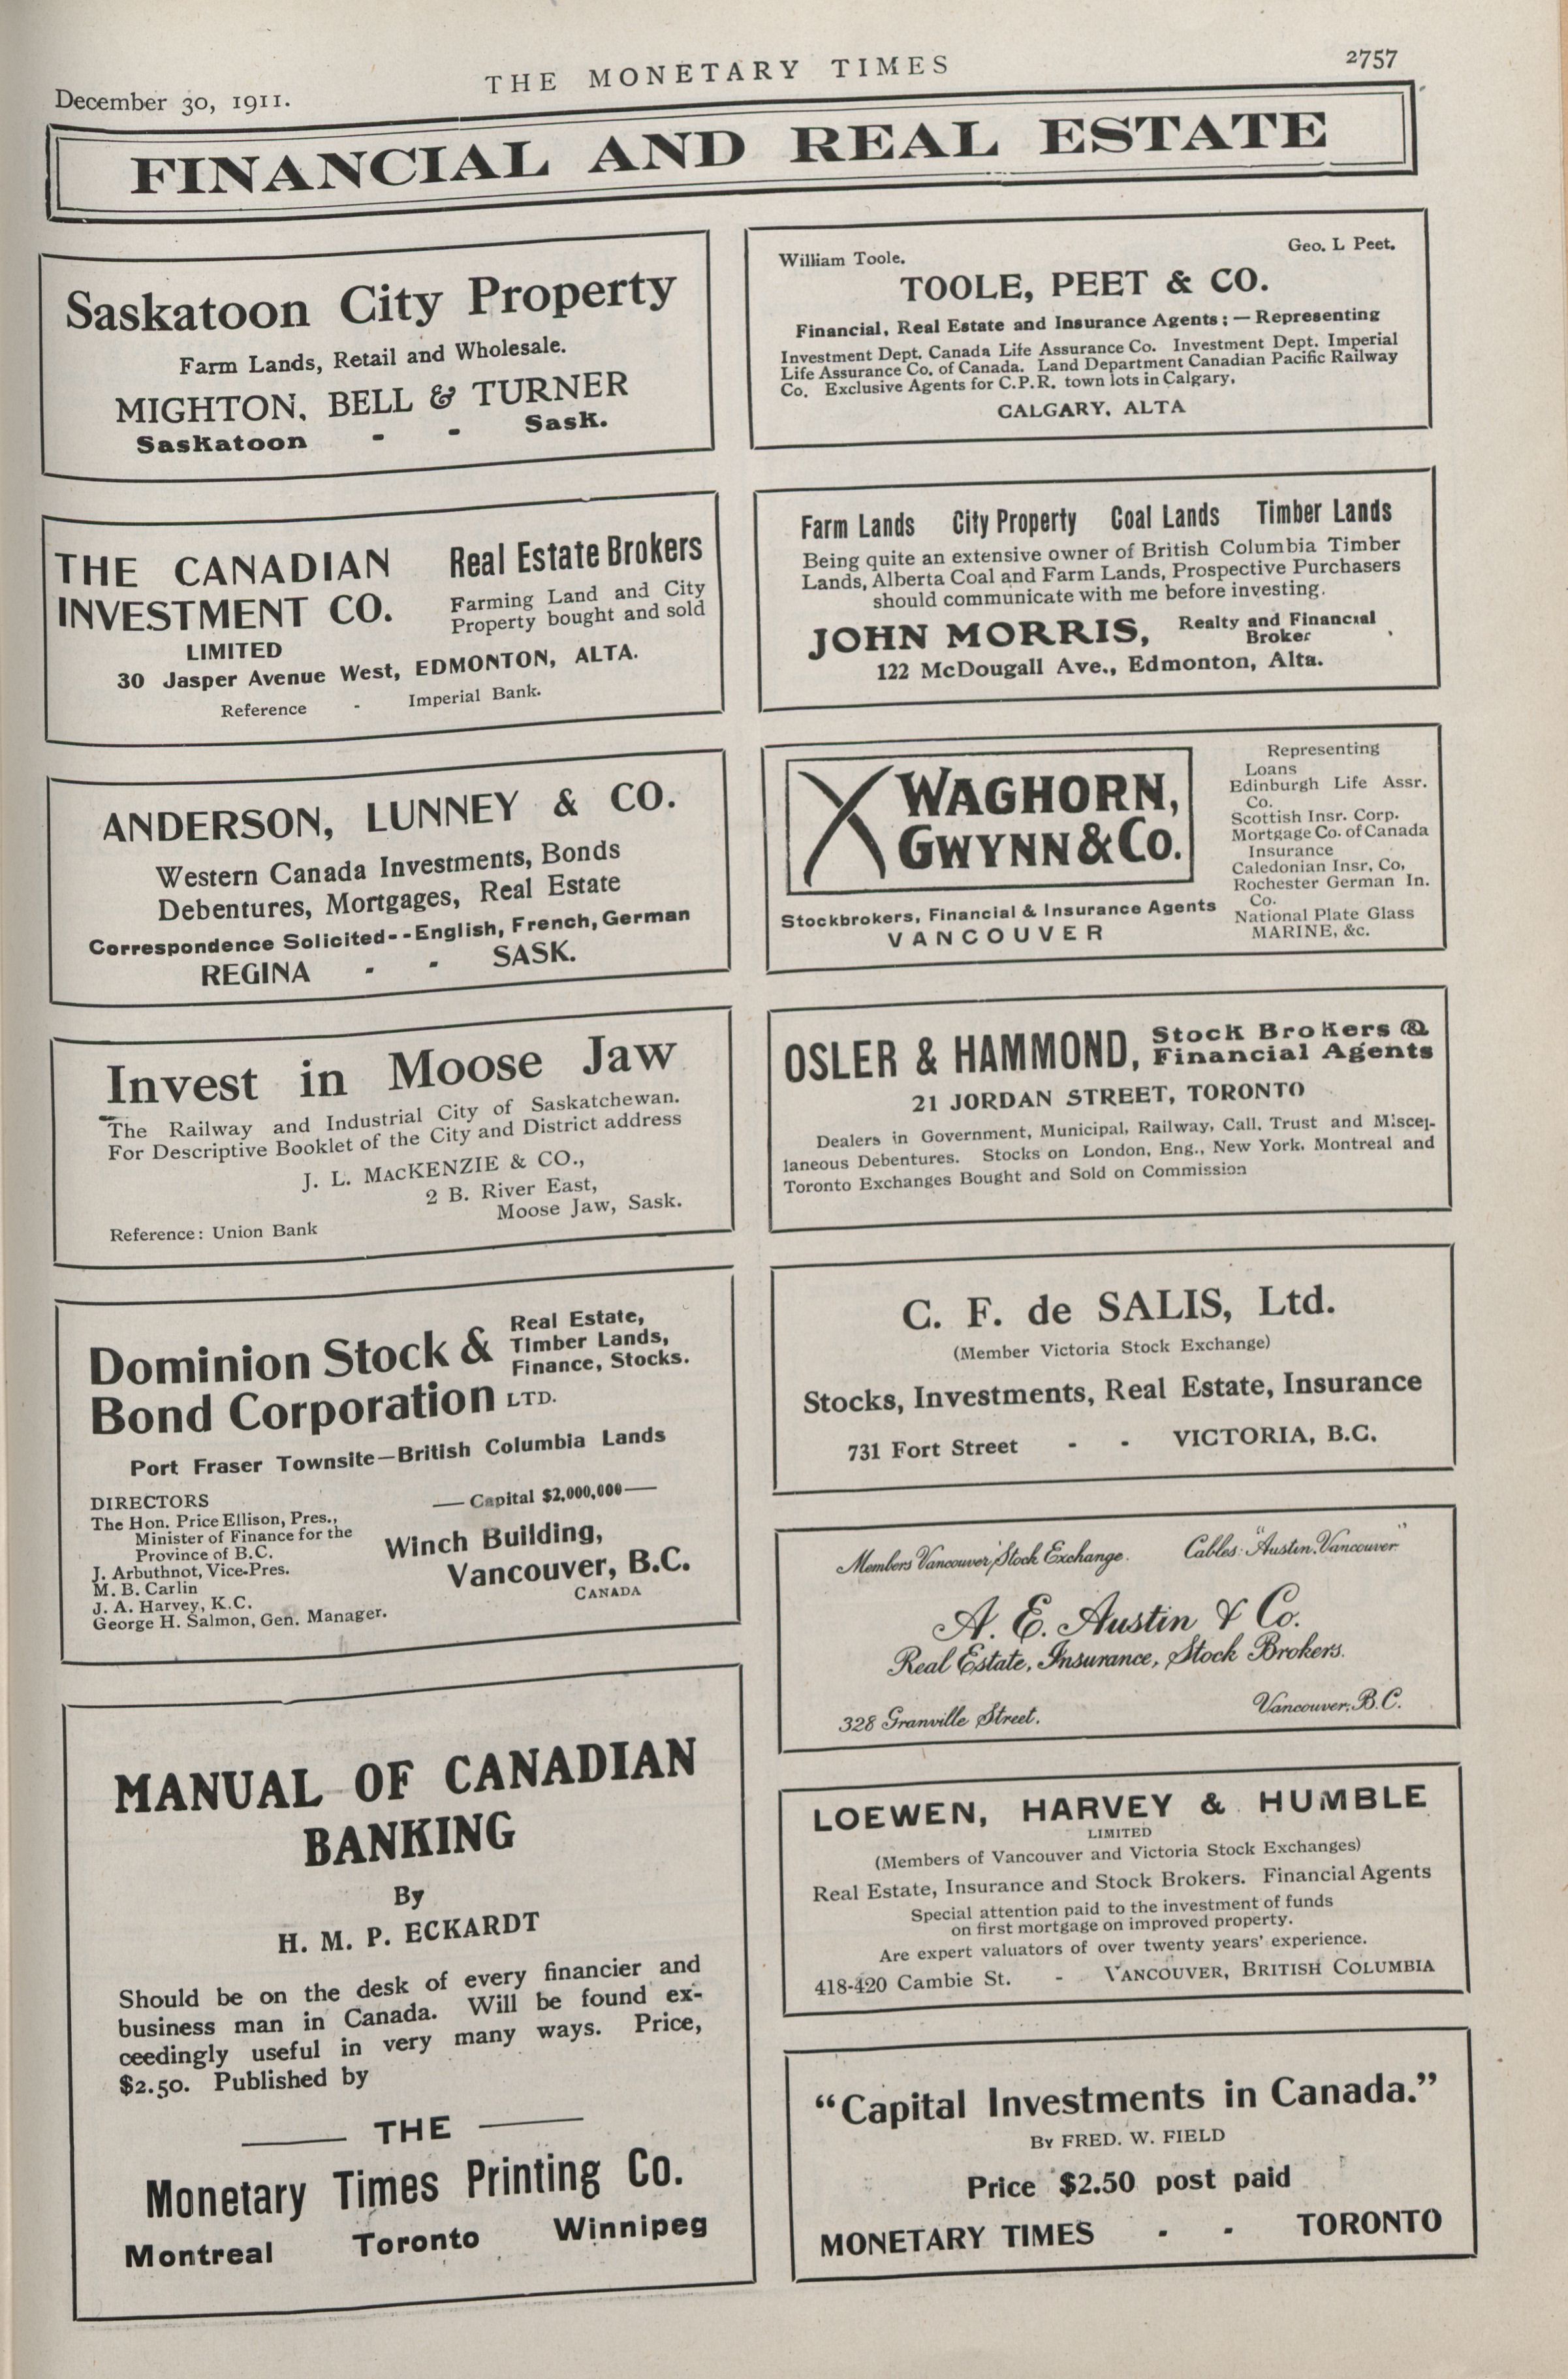 December 30, 1911.
THE MONETARY TIMES
2757
FINANCIAL AND REAL ESTATE
Saskatoon City Property
Farm Lands, Retail and Wholesale.
MIGHTON, BELL & TURNER
Saskatoon - - Sask.
THE CANADIAN
INVESTMENT CO.
LIMITED
Real Estate Brokers
Farming Land and City
Property bought and sold
30 Jasper Avenue West, EDMONTON, ALTA.
Reference - Imperial Bank.
ANDERSON, LUNNEY & CO.
Western Canada Investments, Bonds
Debentures, Mortgages, Real Estate
Correspondence Solicited--English, French, German
REGINA - - SASK.
Invest in Moose Jaw
The Railway and Industrial City of Saskatchewan.
For Descriptive Booklet of the City and District address
J. L. MACKENZIE & CO.,
2 B. River East,
Moose Jaw, Sask.
Reference: Union Bank
Dominion Stock &
Bond Corporation LTD.
Real Estate,
Timber Lands,
Finance, Stocks.
Port Fraser Townsite—British Columbia Lands
DIRECTORS
The Hon. Price Ellison, Pres.,
Minister of Finance for the
Province of B.C.
J. Arbuthnot, Vice-Pres.
M. B. Carlin
J. A. Harvey, K.C.
George H. Salmon, Gen. Manager.
— Capital $2,000,000 —
Winch Building,
Vancouver, B.C.
CANADA
MANUAL OF CANADIAN
BANKING
By
H. M. P. ECKARDT
Should be on the desk of every financier and
business man in Canada. Will be found ex-
ceedingly useful in very many ways. Price,
$2.50. Published by
THE
Monetary Times Printing Co.
Montreal Toronto Winnipeg
William Toole. Geo. L Peet.
TOOLE, PEET & CO.
Financial, Real Estate and Insurance Agents; — Representing
Investment Dept. Canada Life Assurance Co. Investment Dept. Imperial
Life Assurance Co. of Canada. Land Department Canadian Pacific Railway
Co. Exclusive Agents for C.P.R. town lots in Calgary.
CALGARY, ALTA
Farm Lands City Property Coal Lands Timber Lands
Being quite an extensive owner of British Columbia Timber
Lands, Alberta Coal and Farm Lands, Prospective Purchasers
should communicate with me before investing.
JOHN MORRIS, Realty and Financial
Broker
122 McDougall Ave., Edmonton, Alta.
WAGHORN,
GWYNN & CO.
Stockbrokers, Financial & Insurance Agents
VANCOUVER
Representing
Loans
Edinburgh Life Assr.
Co.
Scottish Insr. Corp.
Mortgage Co. of Canada
Insurance
Caledonian Insr. Co,
Rochester German In.
Co.
National Plate Glass
MARINE, &c.
OSLER & HAMMOND, Stock Brokers &
Financial Agents
21 JORDAN STREET, TORONTO
Dealers in Government, Municipal, Railway, Call, Trust and Miscel-
laneous Debentures. Stocks on London, Eng., New York, Montreal and
Toronto Exchanges Bought and Sold on Commission
C. F. de SALIS, Ltd.
(Member Victoria Stock Exchange)
Stocks, Investments, Real Estate, Insurance
731 Fort Street - - VICTORIA, B.C.
Members Vancouver Stock Exchange. Cables: "Austin, Vancouver"
A. E. Austin & Co.
Real Estate, Insurance, Stock Brokers.
328 Granville Street. Vancouver, B.C.
LOEWEN, HARVEY & HUMBLE
LIMITED
(Members of Vancouver and Victoria Stock Exchanges)
Real Estate, Insurance and Stock Brokers. Financial Agents
Special attention paid to the investment of funds
on first mortgage on improved property.
Are expert valuators of over twenty years' experience.
418-420 Cambie St. - VANCOUVER, BRITISH COLUMBIA
"Capital Investments in Canada."
BY FRED. W. FIELD
Price $2.50 post paid
MONETARY TIMES - - TORONTO